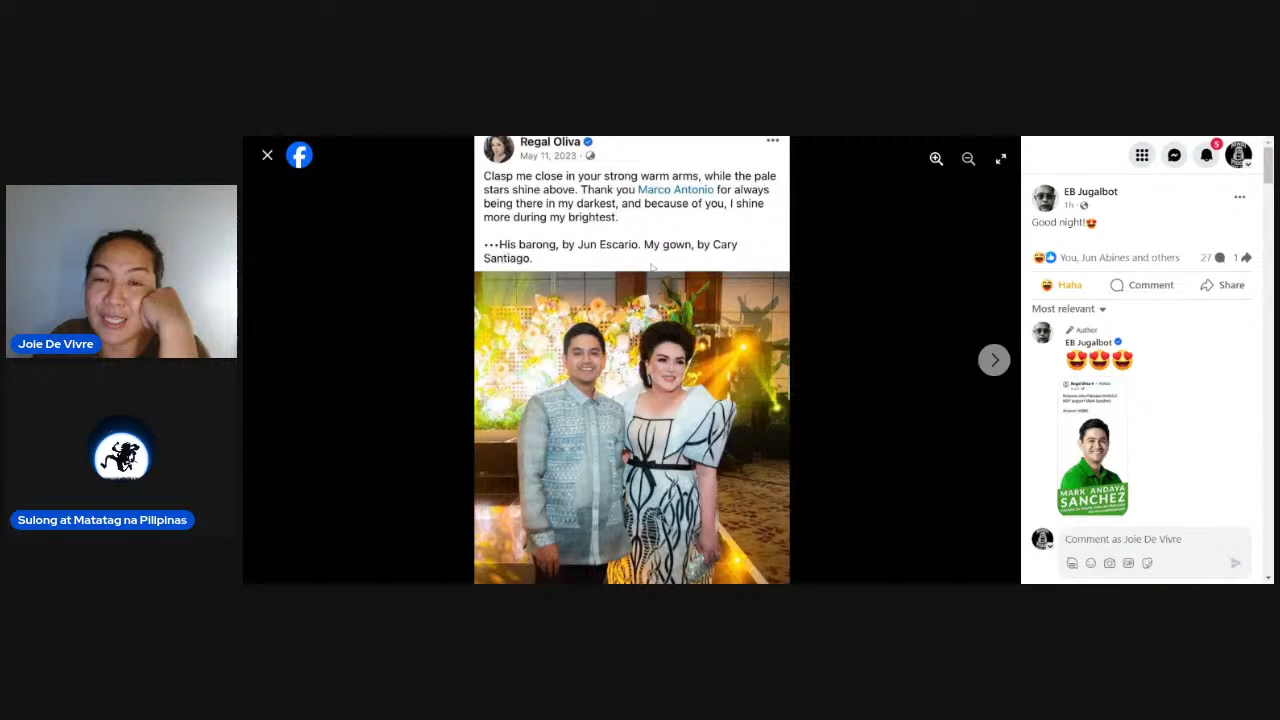 Joie De Vivre
Sulong at Matatag na Pilipinas
Regal Oliva
May 11, 2023
Clasp me close in your strong warm arms, while the pale
stars shine above. Thank you Marco Antonio for always
being there in my darkest, and because of you, I shine
more during my brightest.
•••His barong, by Jun Escario. My gown, by Cary
Santiago.
5
EB Jugalbot
1h
Good night!😍
You, Jun Abines and others
27
1
Haha
Comment
Share
Most relevant
Author
EB Jugalbot
😍😍😍
MARK ANDAYA
SANCHEZ
Comment as Joie De Vivre